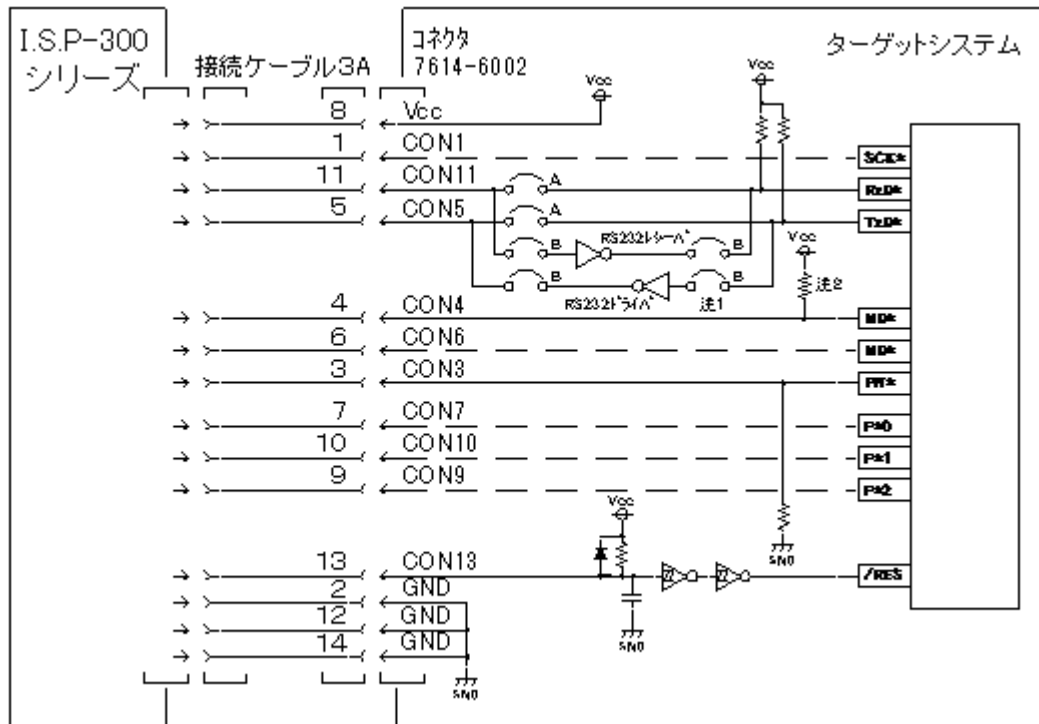 I.S.P-300
シリーズ
接続ケーブル3A
コネクタ
7614-6002
ターゲットシステム
8 Vcc Vcc Vcc
1 CON1 SCK*
11 CON11 A RxD*
5 CON5 A TxD*
B RS232レシーバ B Vcc
B RS232ドライバ 注1 B 注2
4 CON4 MD*
6 CON6 MD*
3 CON3 PN*
7 CON7 P*0
10 CON10 P*1
9 CON9 P*2
Vcc
13 CON13 GND /RES
2 GND
12 GND
14 GND GND
GND